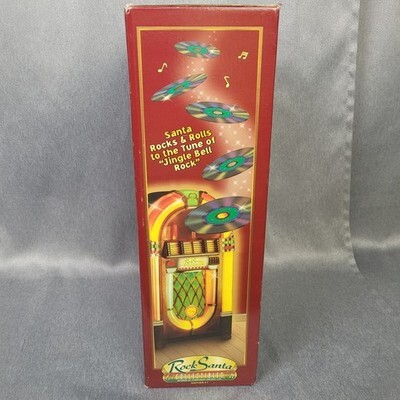 Santa
Rocks & Rolls
to the Tune of
"Jingle Bell
Rock"
Rock Santa